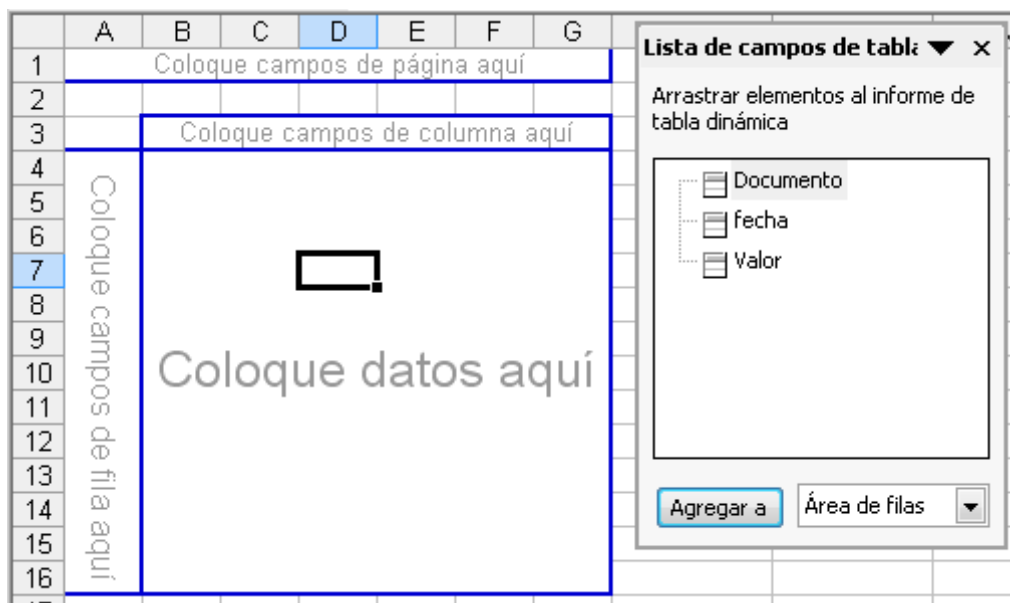 A B C D E F G
1 Coloque campos de página aquí
2
3 Coloque campos de columna aquí
4
5
6
7
8
9
10 Coloque datos aquí
11
12
13
14
15
16
Coloque campos de fila aquí
Lista de campos de tabla
Arrastrar elementos al informe de
tabla dinámica
Documento
fecha
Valor
Agregar a Área de filas